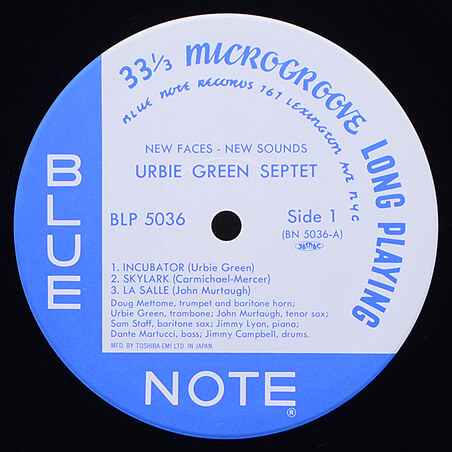 33⅓ MICROGROOVE LONG PLAYING
BLUE NOTE RECORDS 767 LEXINGTON AVE NYC
NEW FACES - NEW SOUNDS
URBIE GREEN SEPTET
BLP 5036
Side 1
(BN 5036-A)
1. INCUBATOR (Urbie Green)
2. SKYLARK (Carmichael-Mercer)
3. LA SALLE (John Murtaugh)
Doug Mettome, trumpet and baritone horn;
Urbie Green, trombone; John Murtaugh, tenor sax;
Sam Staff, baritone sax; Jimmy Lyon, piano;
Dante Martucci, bass; Jimmy Campbell, drums.
MFD. BY TOSHIBA-EMI LTD. IN JAPAN
BLUE
NOTE®